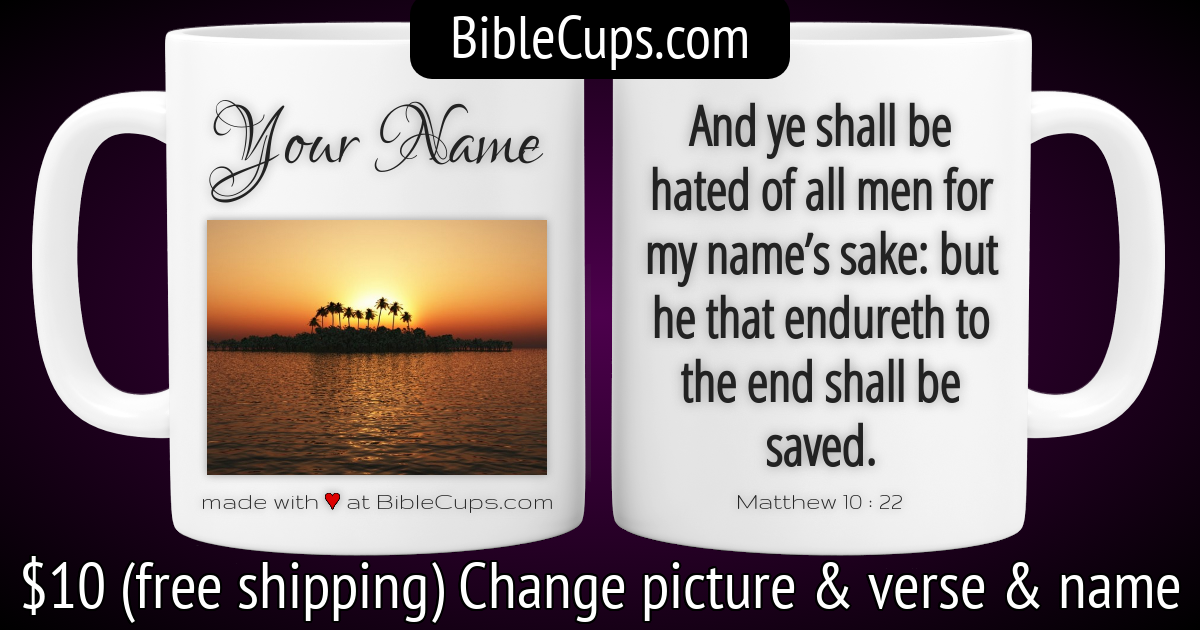 BibleCups.com
Your Name
made with ♥ at BibleCups.com
And ye shall be
hated of all men for
my name’s sake: but
he that endureth to
the end shall be
saved.
Matthew 10 : 22
$10 (free shipping) Change picture & verse & name